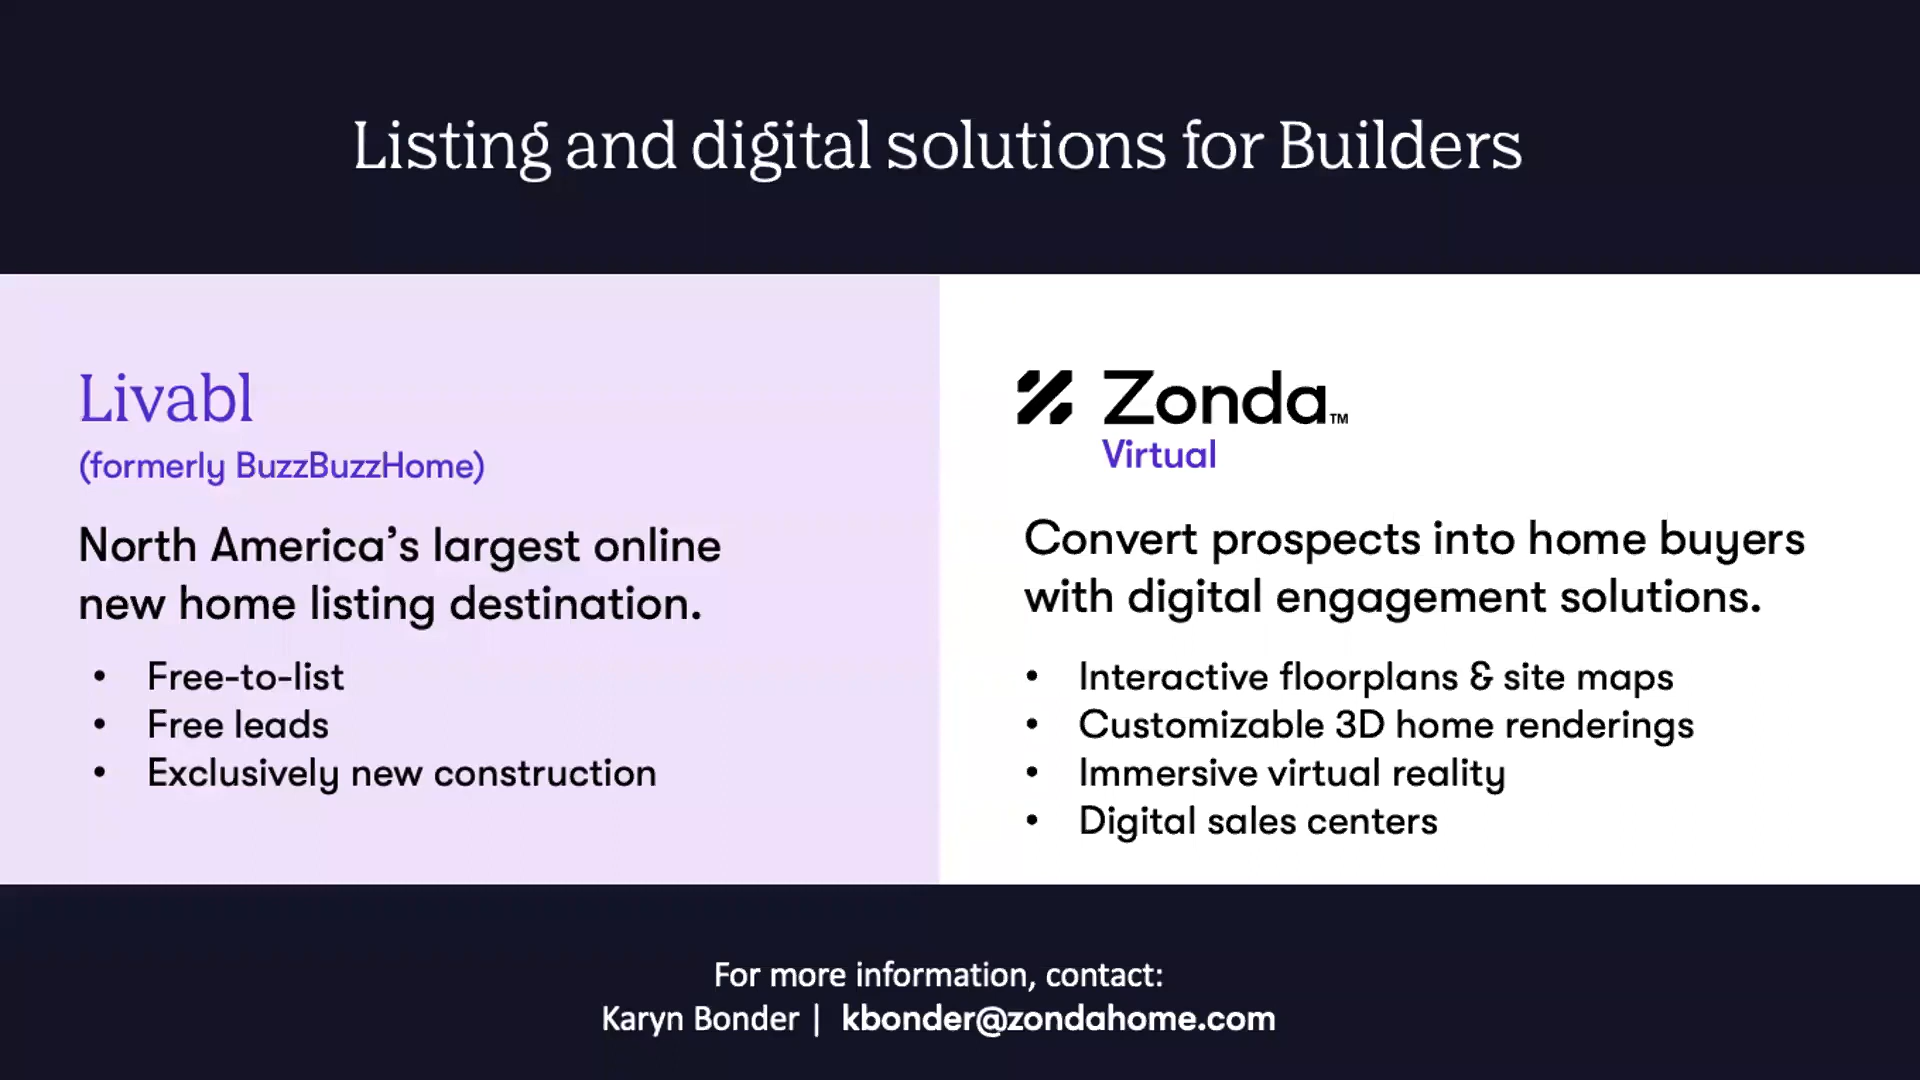 Listing and digital solutions for Builders
Livabl
(formerly BuzzBuzzHome)
North America's largest online
new home listing destination.
• Free-to-list
• Free leads
• Exclusively new construction
Zonda™
Virtual
Convert prospects into home buyers
with digital engagement solutions.
• Interactive floorplans & site maps
• Customizable 3D home renderings
• Immersive virtual reality
• Digital sales centers
For more information, contact:
Karyn Bonder | kbonder@zondahome.com